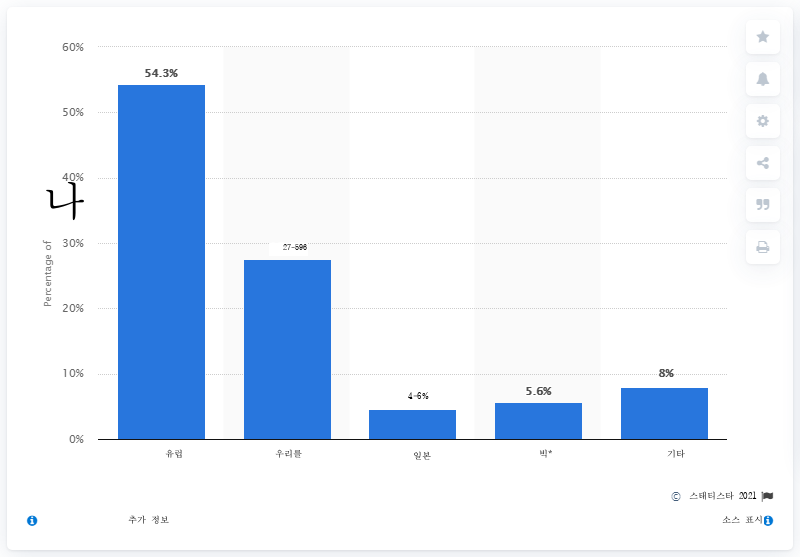 60%
54.3%
50%
40%
나
Percentage of
30%
27-596
20%
10%
8%
5.6%
4-6%
0%
유럽
우리를
일본
빅*
기타
© 스태티스타 2021
추가 정보
소스 표시